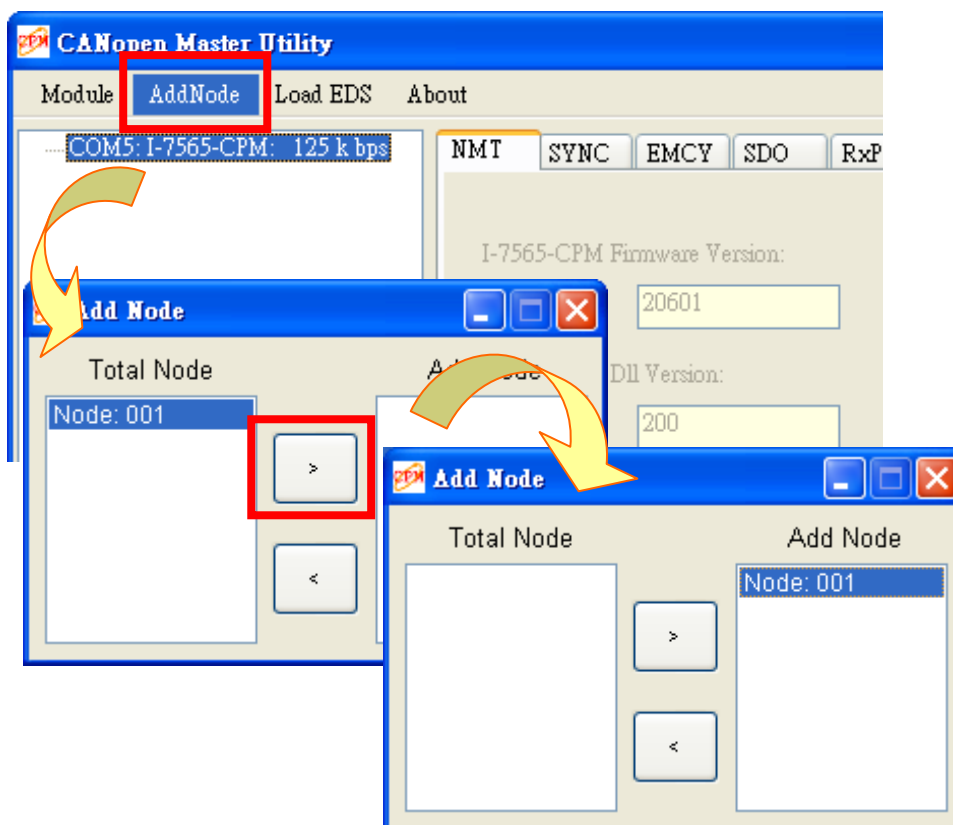 CANopen Master Utility
Module AddNode Load EDS About
COM5: I-7565-CPM: 125 k bps
NMT SYNC EMCY SDO RxP
I-7565-CPM Firmware Version:
20601
Dll Version:
200
Add Node
Total Node
Node: 001
>
<
Add Node
Total Node Add Node
Node: 001
>
<